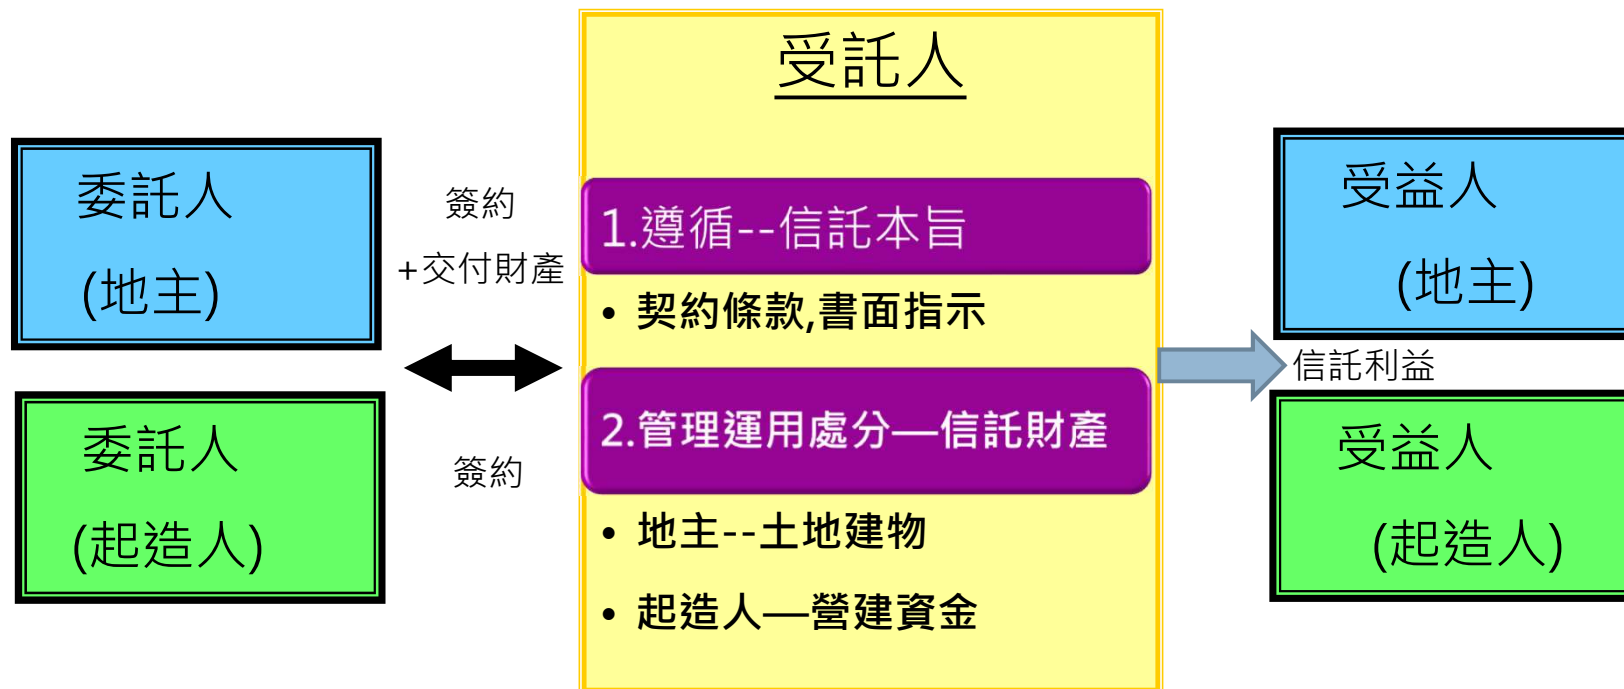 受託人
委託人
(地主)
簽約
+交付財產
委託人
(起造人)
簽約
1.遵循--信託本旨
• 契約條款,書面指示
2.管理運用處分—信託財產
• 地主--土地建物
• 起造人—營建資金
受益人
(地主)
信託利益
受益人
(起造人)